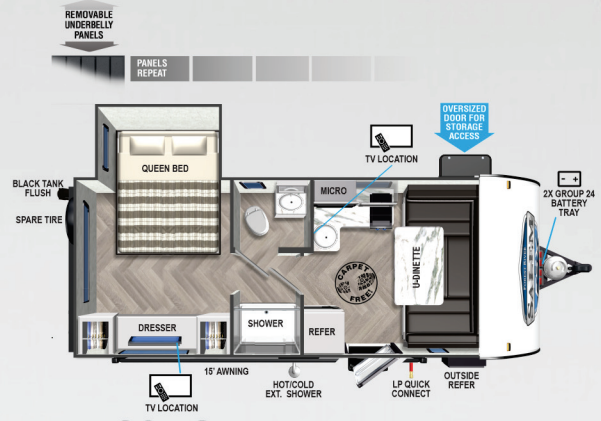 REMOVABLE
UNDERBELLY
PANELS
PANELS
REPEAT
OVERSIZED
DOOR FOR
STORAGE
ACCESS
TV LOCATION
- +
2X GROUP 24
BATTERY
TRAY
QUEEN BED
MICRO
BLACK TANK
FLUSH
SPARE TIRE
U-DINETTE
CARPET
FREE!
DRESSER
SHOWER
REFER
15' AWNING
HOT/COLD
EXT. SHOWER
LP QUICK
CONNECT
OUTSIDE
REFER
TV LOCATION